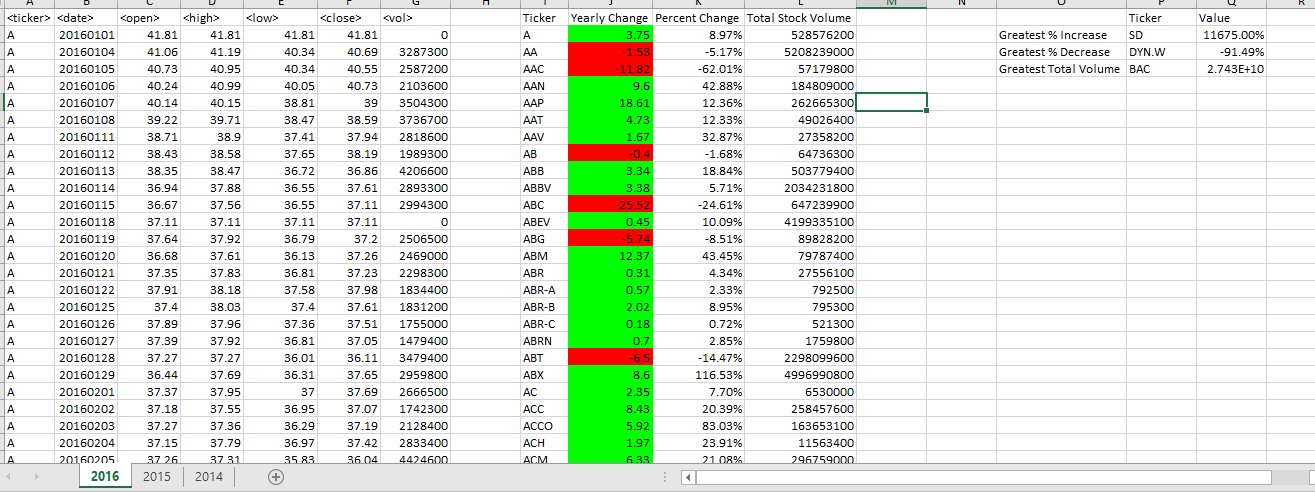 A B C D E F G H I J K L M N O P Q R
<ticker> <date> <open> <high> <low> <close> <vol> Ticker Yearly Change Percent Change Total Stock Volume Ticker Value
A 20160101 41.81 41.81 41.81 41.81 0 A 3.75 8.97% 528576200 Greatest % Increase SD 11675.00%
A 20160104 41.06 41.19 40.34 40.69 3287300 AA -1.53 -5.17% 5208239000 Greatest % Decrease DYN.W -91.49%
A 20160105 40.73 40.95 40.34 40.55 2587200 AAC -11.82 -62.01% 57179800 Greatest Total Volume BAC 2.743E+10
A 20160106 40.24 40.99 40.05 40.73 2103600 AAN 9.6 42.88% 184809000
A 20160107 40.14 40.15 38.81 39 3504300 AAP 18.61 12.36% 262665300
A 20160108 39.22 39.71 38.47 38.59 3736700 AAT 4.73 12.33% 49026400
A 20160111 38.71 38.9 37.41 37.94 2818600 AAV 1.67 32.87% 27358200
A 20160112 38.43 38.58 37.65 38.19 1989300 AB -0.4 -1.68% 64736300
A 20160113 38.35 38.47 36.72 36.86 4206600 ABB 3.34 18.84% 503779400
A 20160114 36.94 37.88 36.55 37.61 2893300 ABBV 3.38 5.71% 2034231800
A 20160115 36.67 37.56 36.55 37.11 2994300 ABC -25.52 -24.61% 647239900
A 20160118 37.11 37.11 37.11 37.11 0 ABEV 0.45 10.09% 4199335100
A 20160119 37.64 37.92 36.79 37.2 2506500 ABG -5.74 -8.51% 89828200
A 20160120 36.68 37.61 36.13 37.26 2469000 ABM 12.37 43.45% 79787400
A 20160121 37.35 37.83 36.81 37.23 2298300 ABR 0.31 4.34% 27556100
A 20160122 37.91 38.18 37.58 37.98 1834400 ABR-A 0.57 2.33% 792500
A 20160125 37.4 38.03 37.4 37.61 1831200 ABR-B 2.02 8.95% 795300
A 20160126 37.89 37.96 37.36 37.51 1755000 ABR-C 0.18 0.72% 521300
A 20160127 37.39 37.92 36.81 37.05 1479400 ABRN 0.7 2.85% 1759800
A 20160128 37.27 37.27 36.01 36.11 3479400 ABT -6.5 -14.47% 2298099600
A 20160129 36.44 37.69 36.31 37.65 2959800 ABX 8.6 116.53% 4996990800
A 20160201 37.37 37.95 37 37.69 2666500 AC 2.35 7.70% 6530000
A 20160202 37.18 37.55 36.95 37.07 1742300 ACC 8.43 20.39% 258457600
A 20160203 37.27 37.36 36.29 37.19 2128400 ACCO 5.92 83.03% 163653100
A 20160204 37.15 37.79 36.97 37.42 2833400 ACH 1.97 23.91% 11563400
A 20160205 37.26 37.31 35.83 36.04 4424600 ACM 6.33 21.08% 296759000
2016 2015 2014